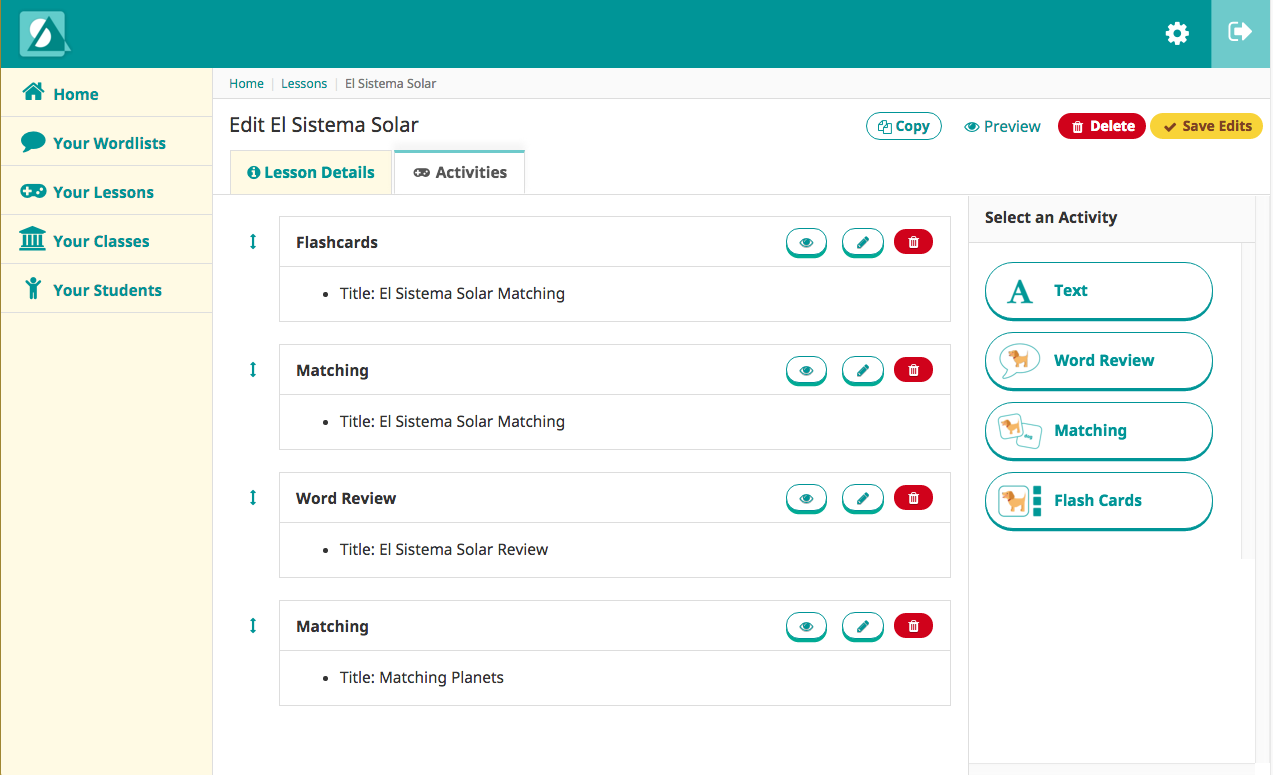 Home
Your Wordlists
Your Lessons
Your Classes
Your Students
Home | Lessons | El Sistema Solar
Edit El Sistema Solar
Copy Preview Delete Save Edits
Lesson Details Activities
Flashcards
• Title: El Sistema Solar Matching
Matching
• Title: El Sistema Solar Matching
Word Review
• Title: El Sistema Solar Review
Matching
• Title: Matching Planets
Select an Activity
A Text
Word Review
Matching
Flash Cards